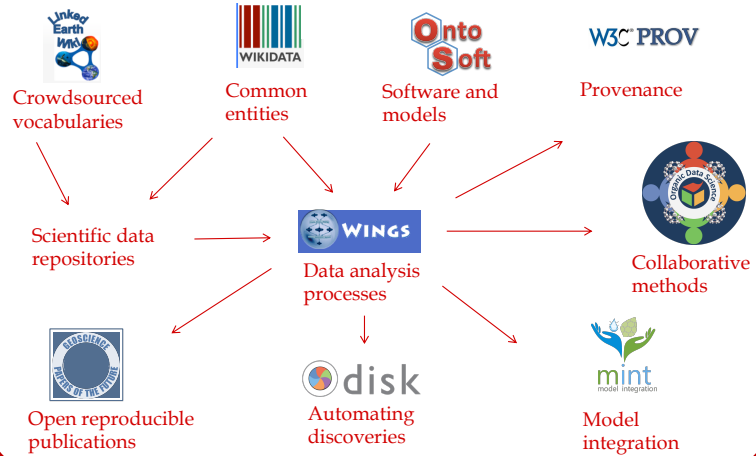 Linked
Earth
Wiki
WIKIDATA
Onto
Soft
W3C PROV
Crowdsourced
vocabularies
Common
entities
Software and
models
Provenance
Organic Data Science
Scientific data
repositories
WINGS
Data analysis
processes
Collaborative
methods
GEOSCIENCE
PAPERS OF THE FUTURE
disk
mint
model integration
Open reproducible
publications
Automating
discoveries
Model
integration